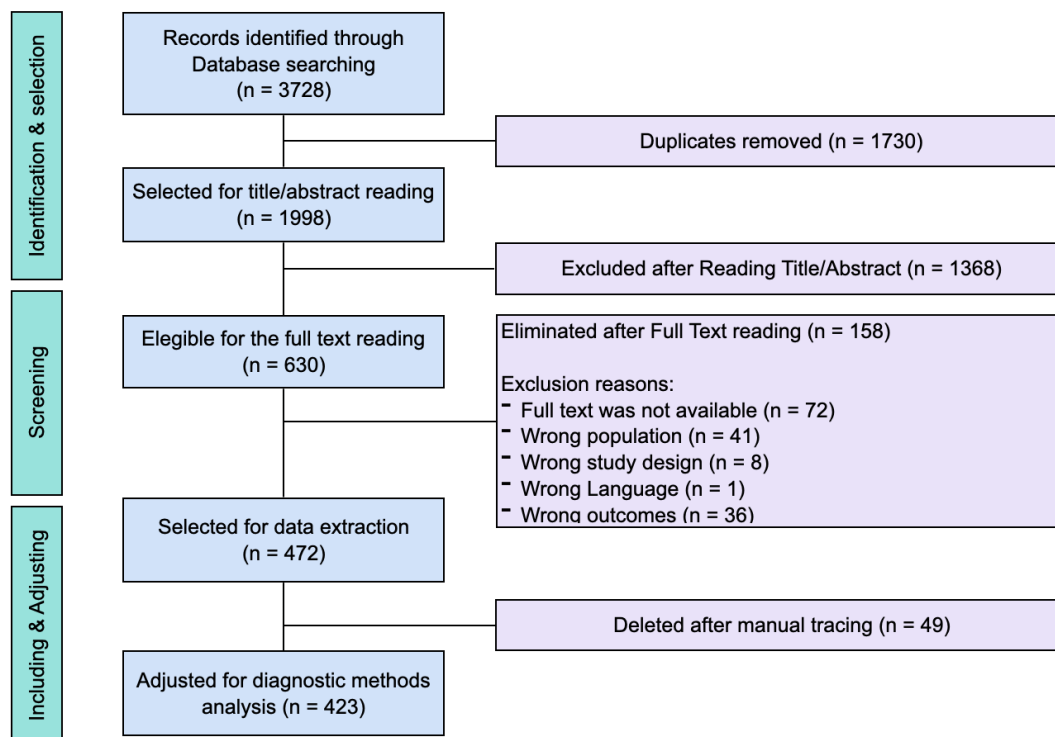 Identification & selection
Records identified through
Database searching
(n = 3728)
Duplicates removed (n = 1730)
Selected for title/abstract reading
(n = 1998)
Excluded after Reading Title/Abstract (n = 1368)
Screening
Elegible for the full text reading
(n = 630)
Eliminated after Full Text reading (n = 158)
Exclusion reasons:
- Full text was not available (n = 72)
- Wrong population (n = 41)
- Wrong study design (n = 8)
- Wrong Language (n = 1)
- Wrong outcomes (n = 36)
Including & Adjusting
Selected for data extraction
(n = 472)
Deleted after manual tracing (n = 49)
Adjusted for diagnostic methods
analysis (n = 423)